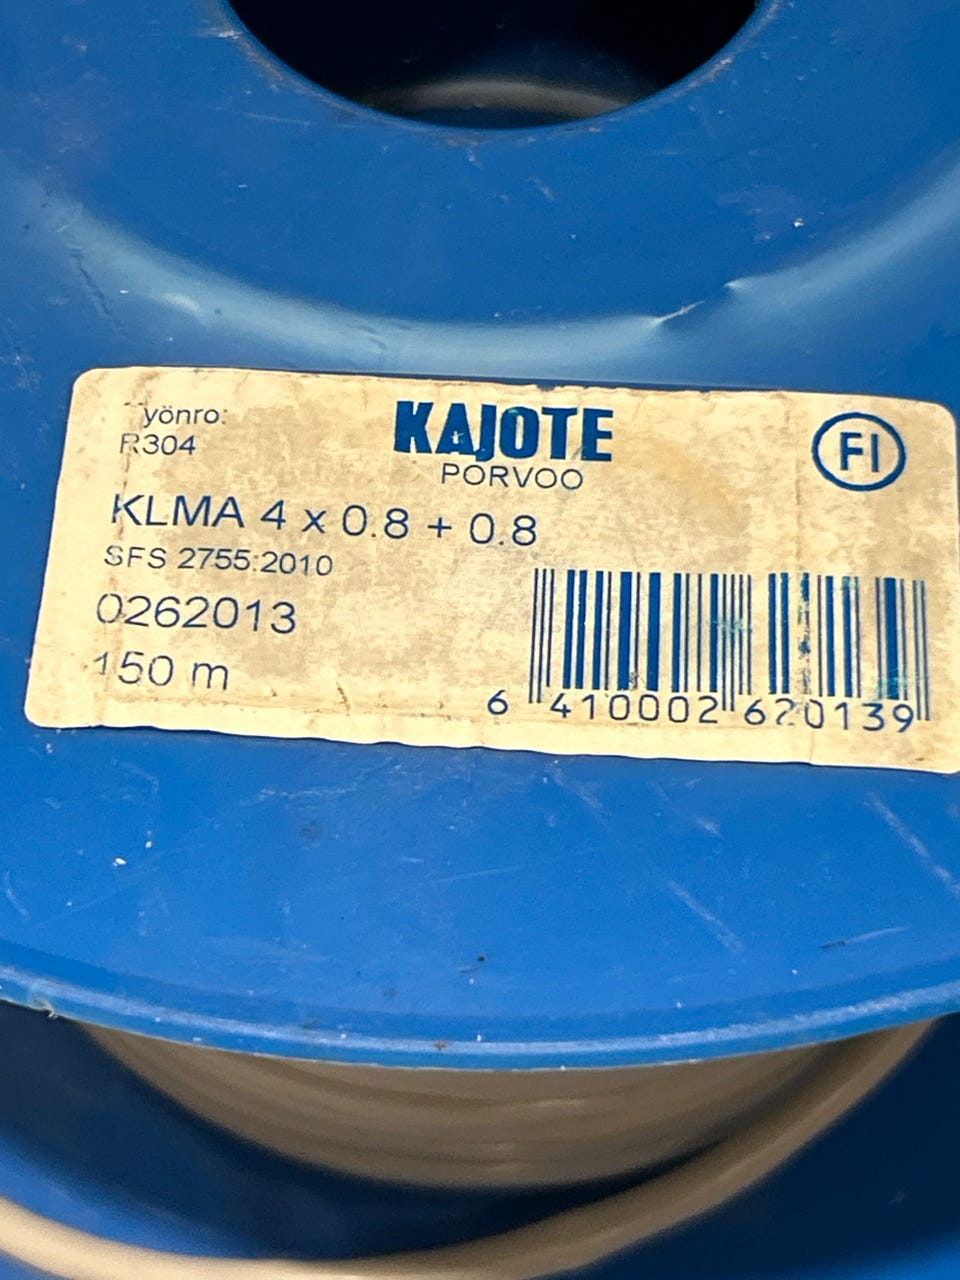 Työnro:
R304
KAJOTE
PORVOO
FI
KLMA 4 x 0.8 + 0.8
SFS 2755:2010
0262013
150 m
6 410002 620139